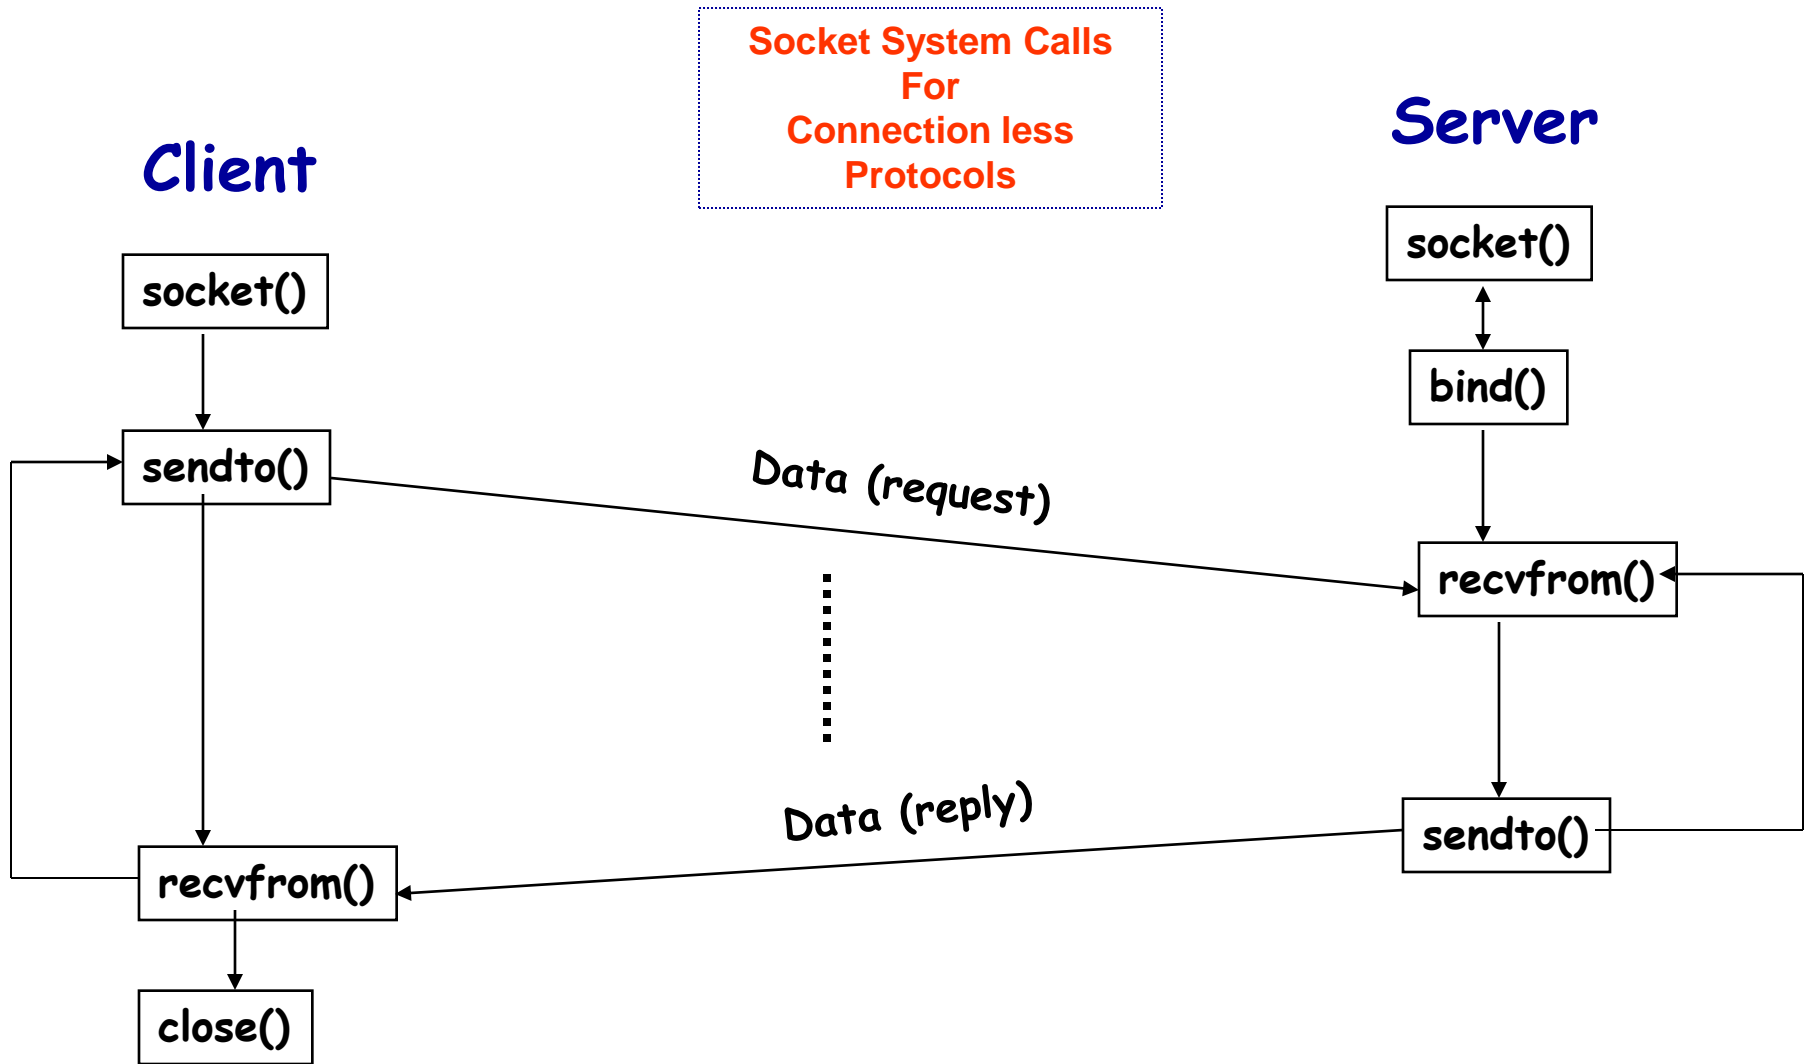 Socket System Calls
For
Connection less
Protocols
Client
Server
socket()
socket()
bind()
sendto()
Data (request)
recvfrom()
Data (reply)
sendto()
recvfrom()
close()